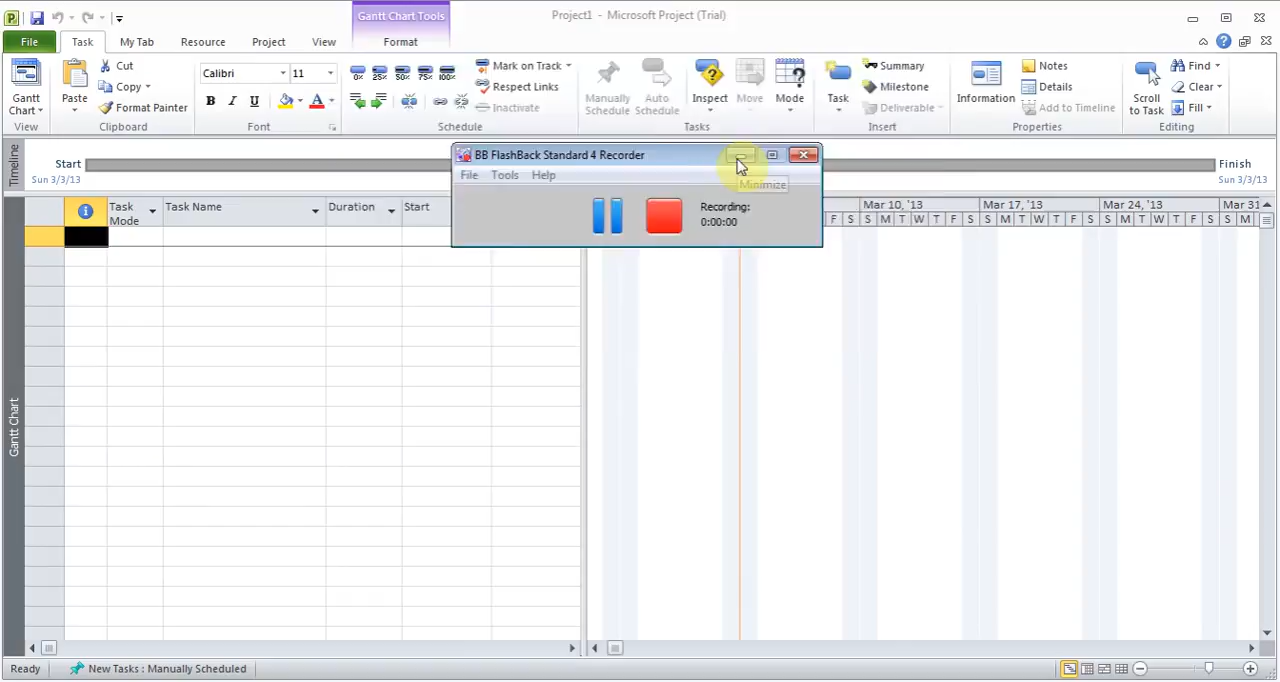 Gantt Chart Tools
Project1 - Microsoft Project (Trial)
File Task My Tab Resource Project View Format
Gantt Chart
View
Paste
Cut
Copy
Format Painter
Clipboard
Calibri 11
B I U A
Font
0% 25% 50% 75% 100%
Mark on Track
Respect Links
Inactivate
Schedule
Manually Schedule
Auto Schedule
Inspect
Move
Mode
Tasks
Task
Summary
Milestone
Deliverable
Insert
Information
Notes
Details
Add to Timeline
Properties
Scroll to Task
Find
Clear
Fill
Editing
Timeline
Start
Sun 3/3/13
Finish
Sun 3/3/13
BB FlashBack Standard 4 Recorder
Minimize
File Tools Help
Recording:
0:00:00
Task Mode
Task Name
Duration
Start
Mar 10, '13 Mar 17, '13 Mar 24, '13 Mar 31
F S S M T W T F S S M T W T F S S M T W T F S S M
Gantt Chart
Ready
New Tasks : Manually Scheduled